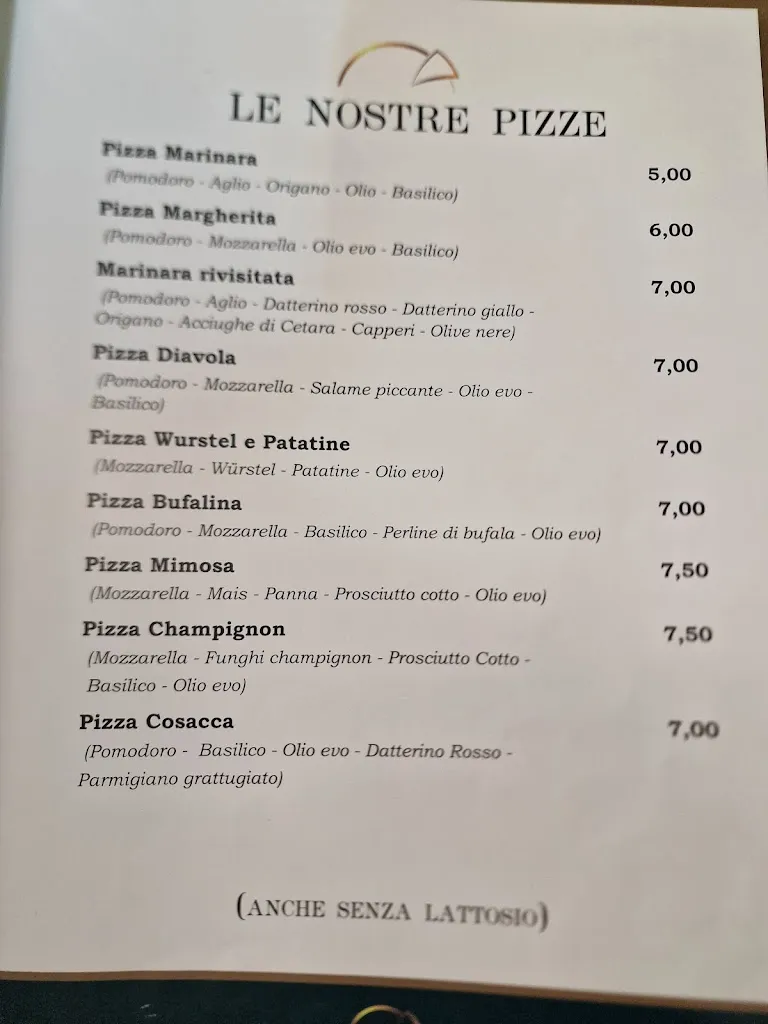 LE NOSTRE PIZZE
Pizza Marinara 5,00
(Pomodoro - Aglio - Origano - Olio - Basilico)
Pizza Margherita 6,00
(Pomodoro - Mozzarella - Olio evo - Basilico)
Marinara rivisitata 7,00
(Pomodoro - Aglio - Datterino rosso - Datterino giallo -
Origano - Acciughe di Cetara - Capperi - Olive nere)
Pizza Diavola 7,00
(Pomodoro - Mozzarella - Salame piccante - Olio evo -
Basilico)
Pizza Wurstel e Patatine 7,00
(Mozzarella - Würstel - Patatine - Olio evo)
Pizza Bufalina 7,00
(Pomodoro - Mozzarella - Basilico - Perline di bufala - Olio evo)
Pizza Mimosa 7,50
(Mozzarella - Mais - Panna - Prosciutto cotto - Olio evo)
Pizza Champignon 7,50
(Mozzarella - Funghi champignon - Prosciutto Cotto -
Basilico - Olio evo)
Pizza Cosacca 7,00
(Pomodoro - Basilico - Olio evo - Datterino Rosso -
Parmigiano grattugiato)
(ANCHE SENZA LATTOSIO)